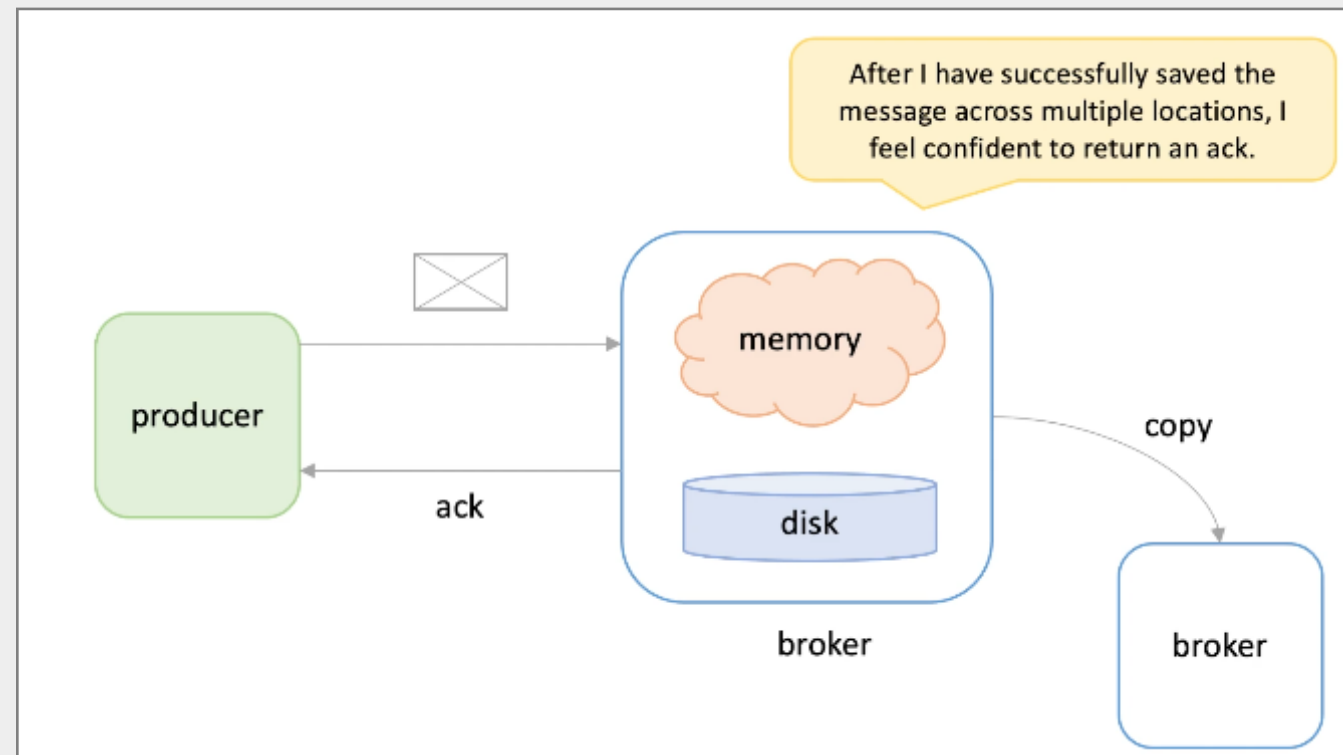 After I have successfully saved the
message across multiple locations, I
feel confident to return an ack.
memory
producer
copy
ack
disk
broker
broker